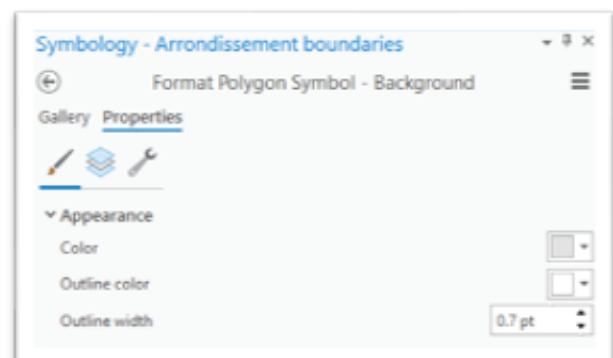 Symbology - Arrondissement boundaries
Format Polygon Symbol - Background
Gallery Properties
Appearance
Color
Outline color
Outline width 0.7 pt